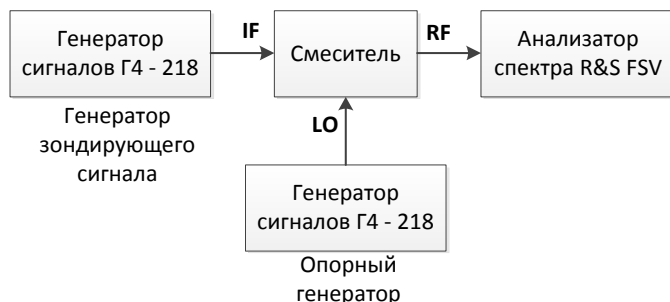 Генератор
сигналов Г4 - 218
IF
Смеситель
RF
Анализатор
спектра R&S FSV
Генератор
зондирующего
сигнала
LO
Генератор
сигналов Г4 - 218
Опорный
генератор